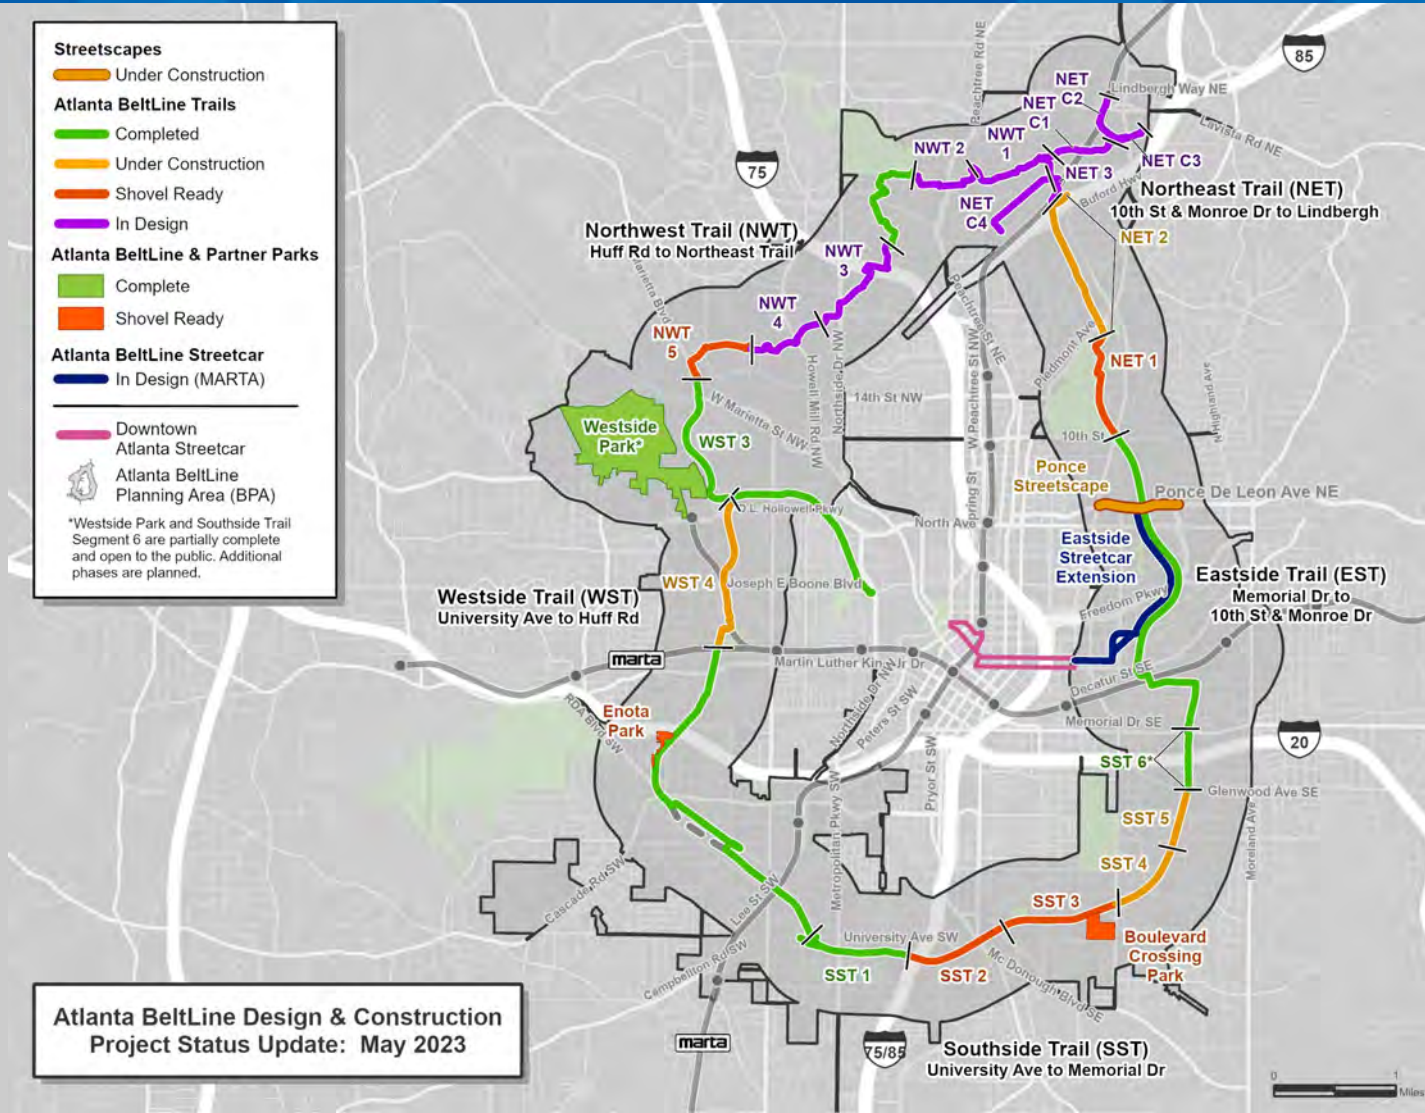 Streetscapes
Under Construction
Atlanta BeltLine Trails
Completed
Under Construction
Shovel Ready
In Design
Atlanta BeltLine & Partner Parks
Complete
Shovel Ready
Atlanta BeltLine Streetcar
In Design (MARTA)
Downtown
Atlanta Streetcar
Atlanta BeltLine
Planning Area (BPA)
*Westside Park and Southside Trail
Segment 6 are partially complete
and open to the public. Additional
phases are planned.
85
75
20
75/85
Peachtree Rd NE
Lindbergh Way NE
Lavista Rd NE
NET
C2
NET
C1
NWT
1
NWT 2
NET 3
NET C3
NET
C4
Buford Hwy
Northeast Trail (NET)
10th St & Monroe Dr to Lindbergh
NET 2
Northwest Trail (NWT)
Huff Rd to Northeast Trail
NWT
3
NWT
4
NWT
5
Marietta Blvd
Howell Mill Rd NW
Northside Dr NW
Peachtree St NE
W Peachtree St NW
Piedmont Ave
NET 1
N Highland Ave
14th St NW
W Marietta St NW
Westside
Park*
WST 3
10th St
Ponce
Streetscape
Ponce De Leon Ave NE
D.L. Hollowell Pkwy
North Ave
Spring St
Eastside
Streetcar
Extension
WST 4
Joseph E Boone Blvd
Freedom Pkwy
Eastside Trail (EST)
Memorial Dr to
10th St & Monroe Dr
Westside Trail (WST)
University Ave to Huff Rd
marta
Martin Luther King Jr Dr
Decatur St SE
Memorial Dr SE
Enota
Park
RDA Blvd SW
Northside Dr NW
Peters St SW
Pryor St SW
Metropolitan Pkwy SW
SST 6*
Glenwood Ave SE
SST 5
SST 4
Moreland Ave
Cascade Rd SW
Lee St SW
Campbellton Rd SW
University Ave SW
SST 1
SST 2
SST 3
Boulevard
Crossing
Park
Mc Donough Blvd SE
marta
Southside Trail (SST)
University Ave to Memorial Dr
Atlanta BeltLine Design & Construction
Project Status Update: May 2023
0
1
Miles